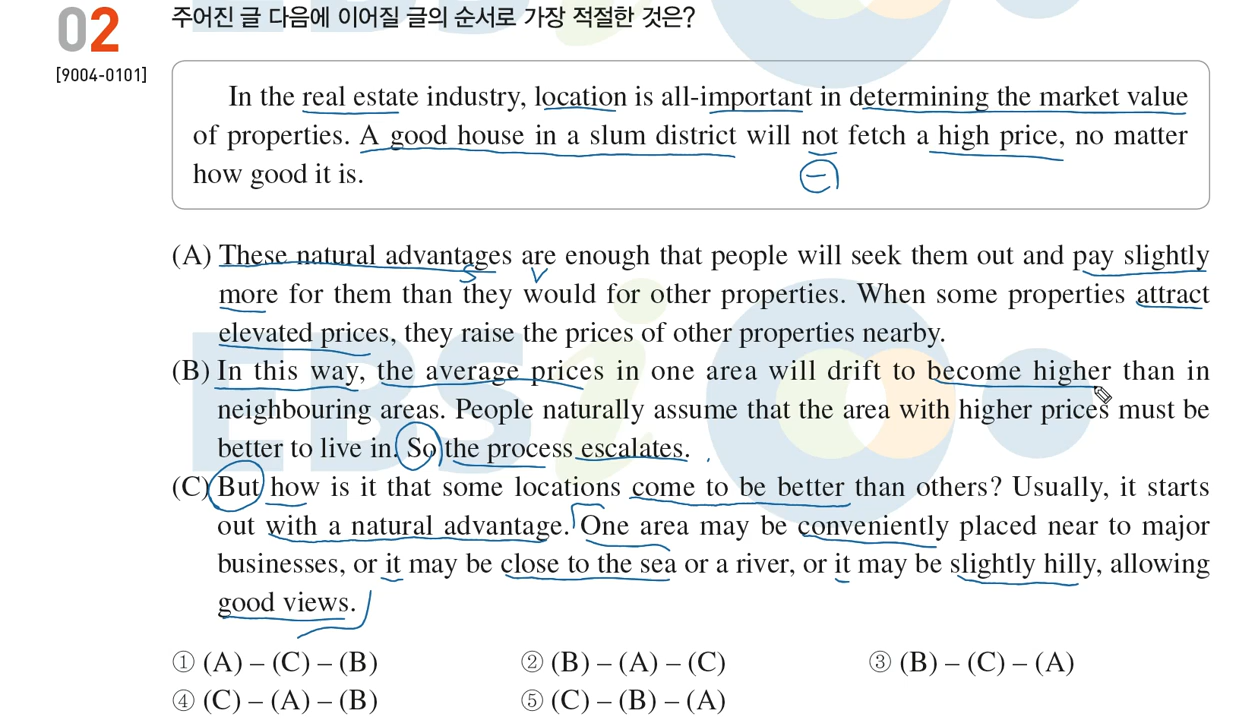 02
주어진 글 다음에 이어질 글의 순서로 가장 적절한 것은?
[9004-0101]
In the real estate industry, location is all-important in determining the market value
of properties. A good house in a slum district will not fetch a high price, no matter
how good it is.
(A) These natural advantages are enough that people will seek them out and pay slightly
S V
more for them than they would for other properties. When some properties attract
elevated prices, they raise the prices of other properties nearby.
(B) In this way, the average prices in one area will drift to become higher than in
neighbouring areas. People naturally assume that the area with higher prices must be
better to live in. So the process escalates.
(C) But how is it that some locations come to be better than others? Usually, it starts
out with a natural advantage. One area may be conveniently placed near to major
businesses, or it may be close to the sea or a river, or it may be slightly hilly, allowing
good views.
① (A) – (C) – (B) ② (B) – (A) – (C) ③ (B) – (C) – (A)
④ (C) – (A) – (B) ⑤ (C) – (B) – (A)
EBSi
EBSi